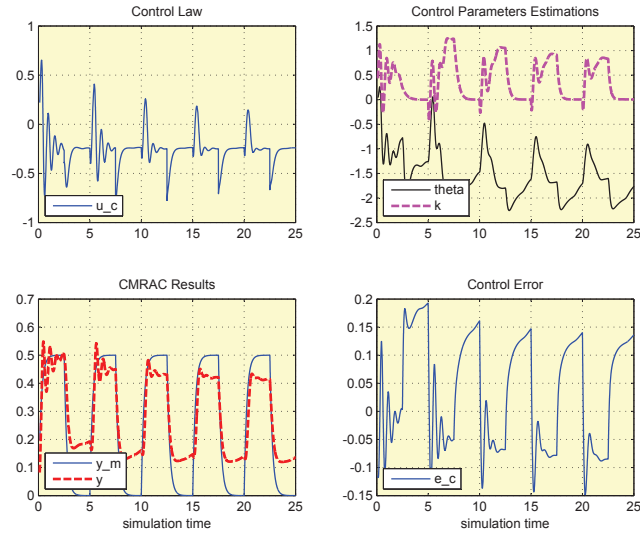 Control Law
1
0.5
0
-0.5
-1
0 5 10 15 20 25
u_c
Control Parameters Estimations
1.5
1
0.5
0
-0.5
-1
-1.5
-2
-2.5
0 5 10 15 20 25
theta
k
CMRAC Results
0.7
0.6
0.5
0.4
0.3
0.2
0.1
0
0 5 10 15 20 25
y_m
y
simulation time
Control Error
0.2
0.15
0.1
0.05
0
-0.05
-0.1
-0.15
0 5 10 15 20 25
e_c
simulation time